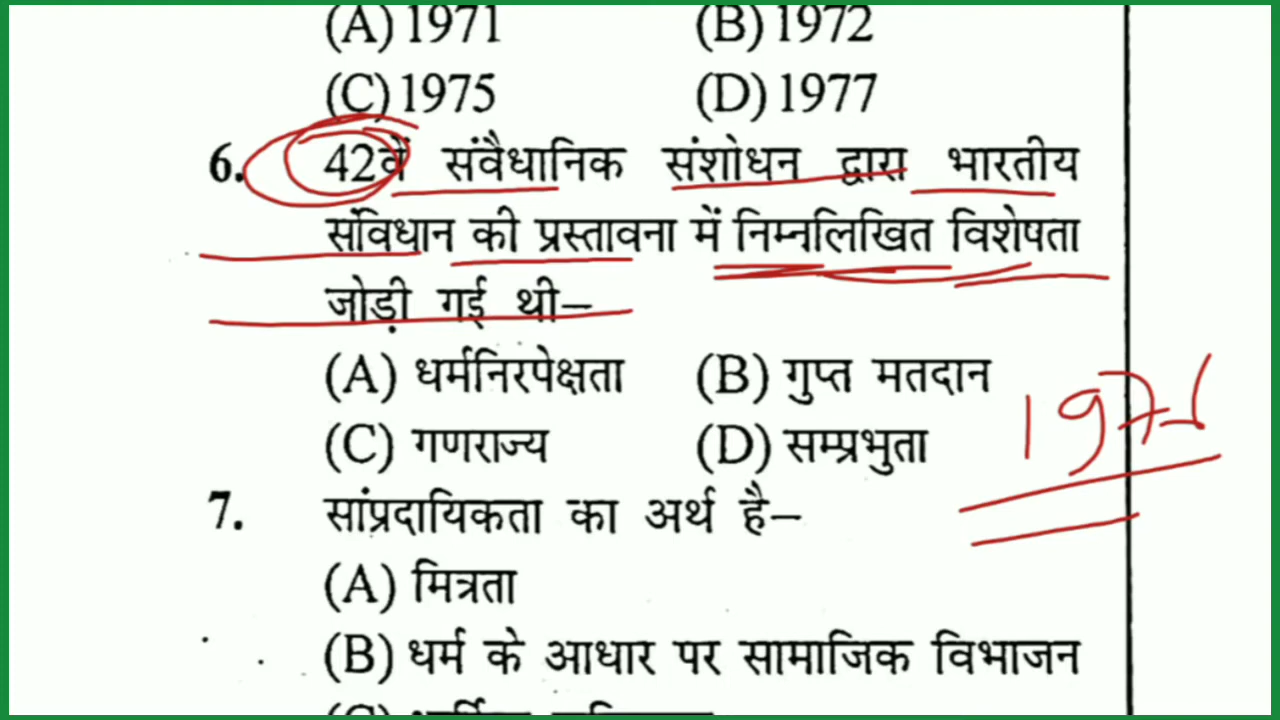 (A) 1971 (B) 1972
(C) 1975 (D) 1977
6. 42वें संवैधानिक संशोधन द्वारा भारतीय
संविधान की प्रस्तावना में निम्नलिखित विशेषता
जोड़ी गई थी–
(A) धर्मनिरपेक्षता (B) गुप्त मतदान
(C) गणराज्य (D) सम्प्रभुता
197
7. सांप्रदायिकता का अर्थ है–
(A) मित्रता
(B) धर्म के आधार पर सामाजिक विभाजन
(C)